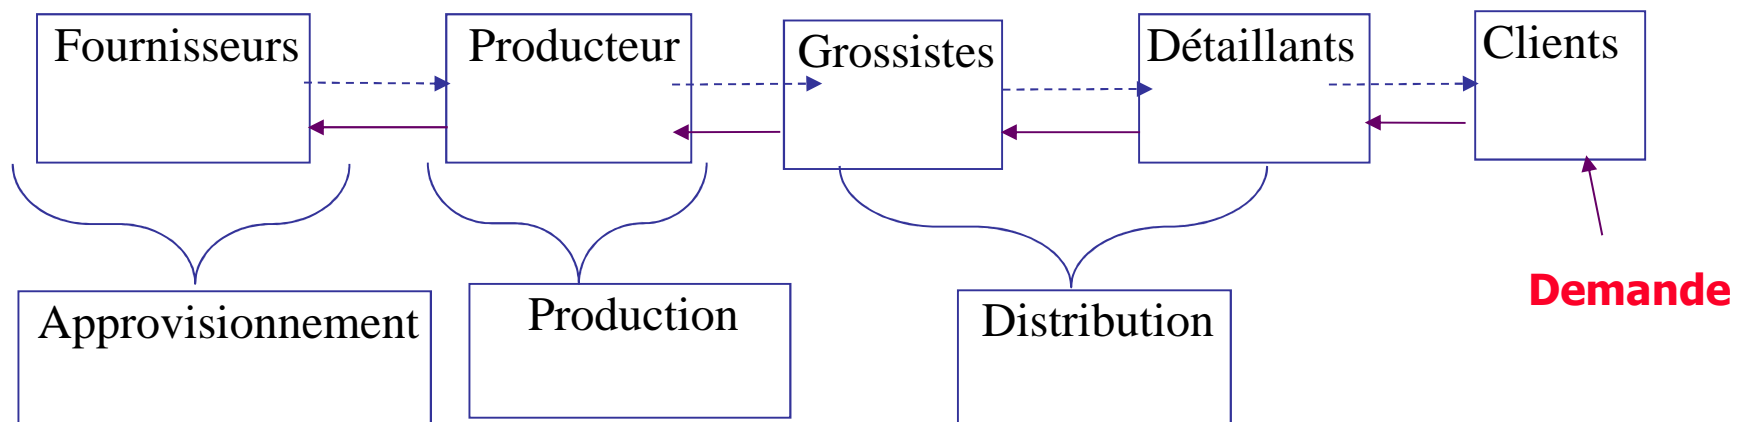 Fournisseurs
Producteur
Grossistes
Détaillants
Clients
Demande
Approvisionnement
Production
Distribution